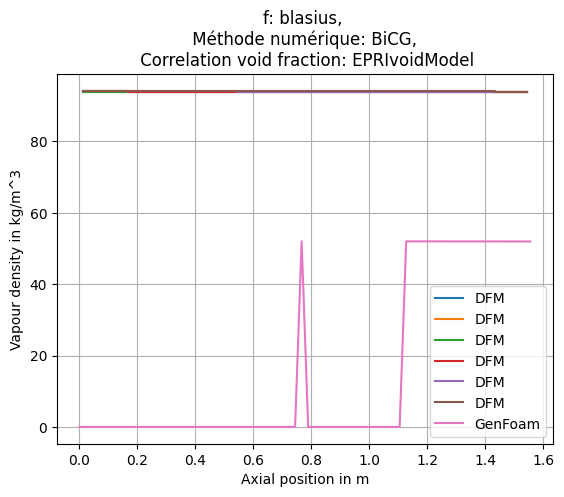 f: blasius,
Méthode numérique: BiCG,
Correlation void fraction: EPRIvoidModel
Vapour density in kg/m^3
80
60
40
20
0
DFM
DFM
DFM
DFM
DFM
DFM
GenFoam
0.0 0.2 0.4 0.6 0.8 1.0 1.2 1.4 1.6
Axial position in m